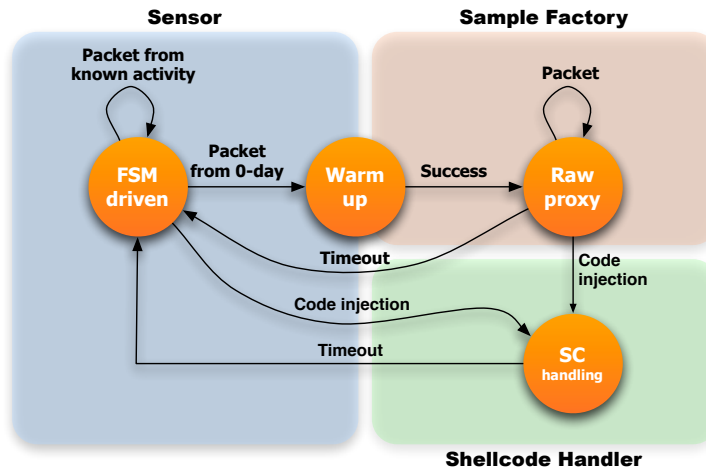 Sensor
Sample Factory
Packet from
known activity
Packet
FSM
driven
Packet
from 0-day
Warm
up
Success
Raw
proxy
Timeout
Code
injection
Code injection
Timeout
SC
handling
Shellcode Handler